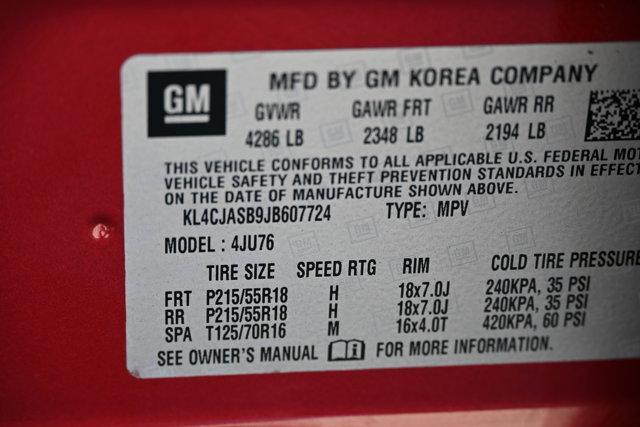 GM
MFD BY GM KOREA COMPANY
GVWR GAWR FRT GAWR RR
4286 LB 2348 LB 2194 LB
THIS VEHICLE CONFORMS TO ALL APPLICABLE U.S. FEDERAL MOT
VEHICLE SAFETY AND THEFT PREVENTION STANDARDS IN EFFECT
ON THE DATE OF MANUFACTURE SHOWN ABOVE.
KL4CJASB9JB607724 TYPE: MPV
MODEL : 4JU76
TIRE SIZE SPEED RTG RIM COLD TIRE PRESSURE
FRT P215/55R18 H 18x7.0J 240KPA, 35 PSI
RR P215/55R18 H 18x7.0J 240KPA, 35 PSI
SPA T125/70R16 M 16x4.0T 420KPA, 60 PSI
SEE OWNER'S MANUAL FOR MORE INFORMATION.